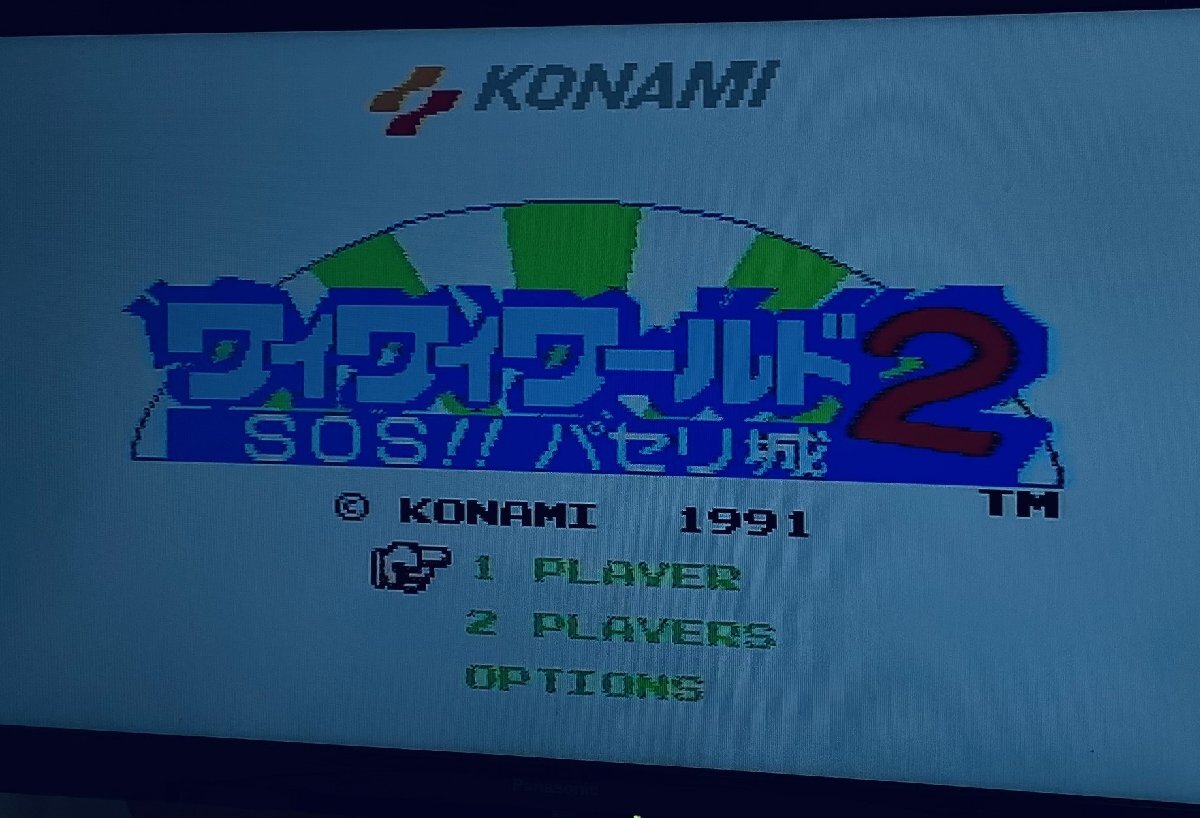 KONAMI
ワイワイワールド2
SOS!! パセリ城
TM
© KONAMI 1991
1 PLAYER
2 PLAYERS
OPTIONS
Panasonic